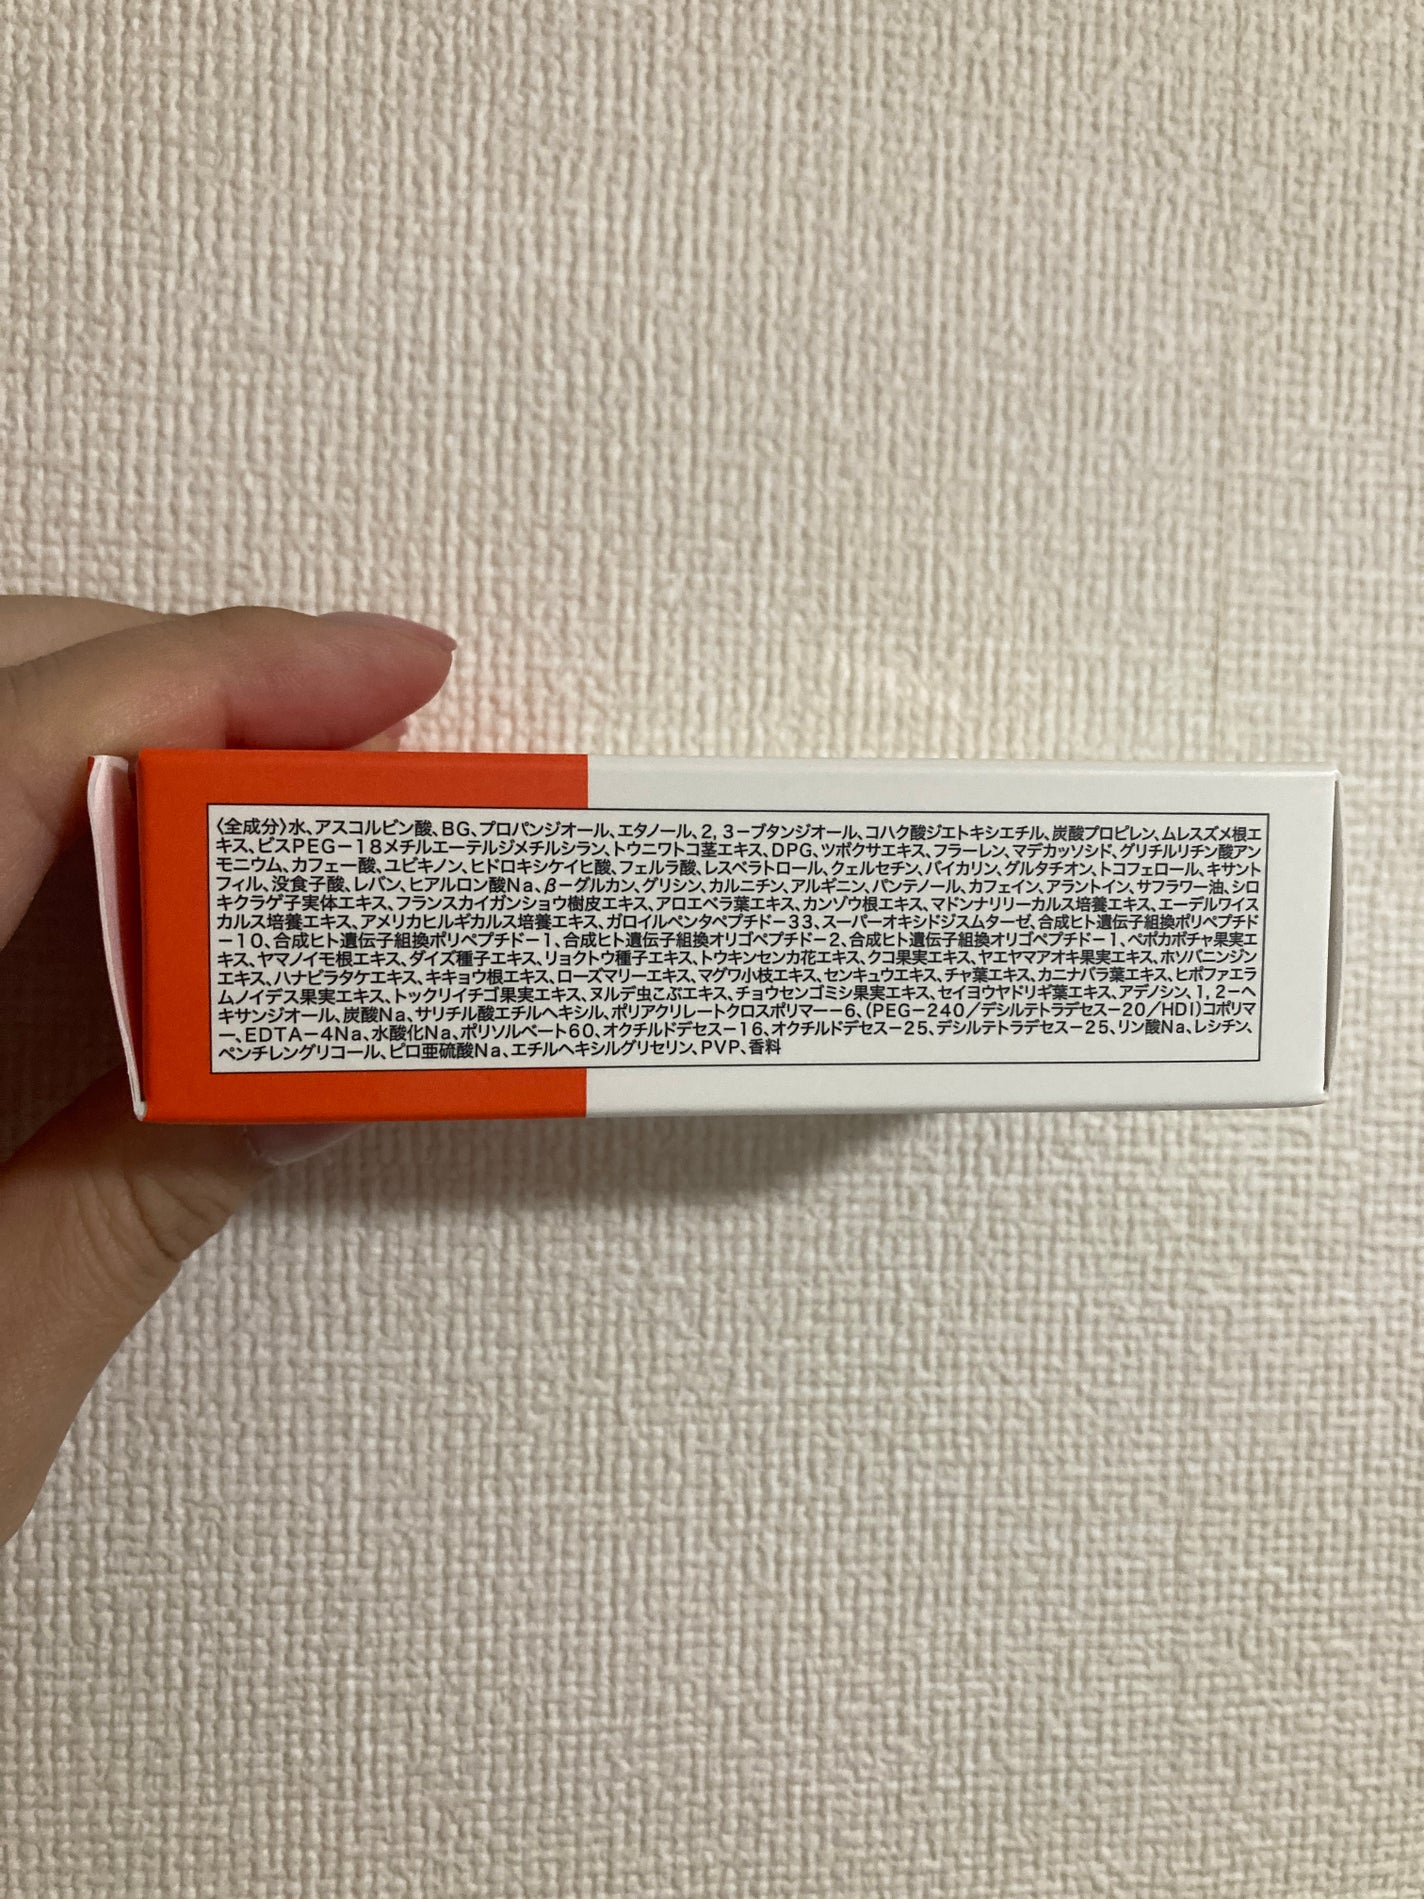 〈全成分〉水、アスコルビン酸、BG、プロパンジオール、エタノール、2,3－ブタンジオール、コハク酸ジエトキシエチル、炭酸プロピレン、ムレスズメ根エ
キス、ビスPEG－18メチルエーテルジメチルシラン、トウニワトコ茎エキス、DPG、ツボクサエキス、フラーレン、マデカッソシド、グリチルリチン酸アン
モニウム、カフェー酸、ユビキノン、ヒドロキシケイヒ酸、フェルラ酸、レスベラトロール、クェルセチン、バイカリン、グルタチオン、トコフェロール、キサント
フィル、没食子酸、レバン、ヒアルロン酸Na、β－グルカン、グリシン、カルニチン、アルギニン、パンテノール、カフェイン、アラントイン、サフラワー油、シロ
キクラゲ子実体エキス、フランスカイガンショウ樹皮エキス、アロエベラ葉エキス、カンゾウ根エキス、マドンナリリーカルス培養エキス、エーデルワイス
カルス培養エキス、アメリカヒルギカルス培養エキス、ガロイルペンタペプチド－33、スーパーオキシドジスムターゼ、合成ヒト遺伝子組換ポリペプチド
－10、合成ヒト遺伝子組換ポリペプチド－1、合成ヒト遺伝子組換オリゴペプチド－2、合成ヒト遺伝子組換オリゴペプチド－1、ペポカボチャ果実エ
キス、ヤマノイモ根エキス、ダイズ種子エキス、リョクトウ種子エキス、トウキンセンカ花エキス、クコ果実エキス、ヤエヤマアオキ果実エキス、ホソバニンジン
エキス、ハナビラタケエキス、キキョウ根エキス、ローズマリーエキス、マグワ小枝エキス、センキュウエキス、チャ葉エキス、カニナバラ葉エキス、ヒポファエラ
ムノイデス果実エキス、トックリイチゴ果実エキス、ヌルデ虫こぶエキス、チョウセンゴミシ果実エキス、セイヨウヤドリギ葉エキス、アデノシン、1,2－ヘ
キサンジオール、炭酸Na、サリチル酸エチルヘキシル、ポリアクリレートクロスポリマー－6、(PEG－240／デシルテトラデセス－20／HDI)コポリマ
ー、EDTA－4Na、水酸化Na、ポリソルベート60、オクチルドデセス－16、オクチルドデセス－25、デシルテトラデセス－25、リン酸Na、レシチン、
ペンチレングリコール、ピロ亜硫酸Na、エチルヘキシルグリセリン、PVP、香料